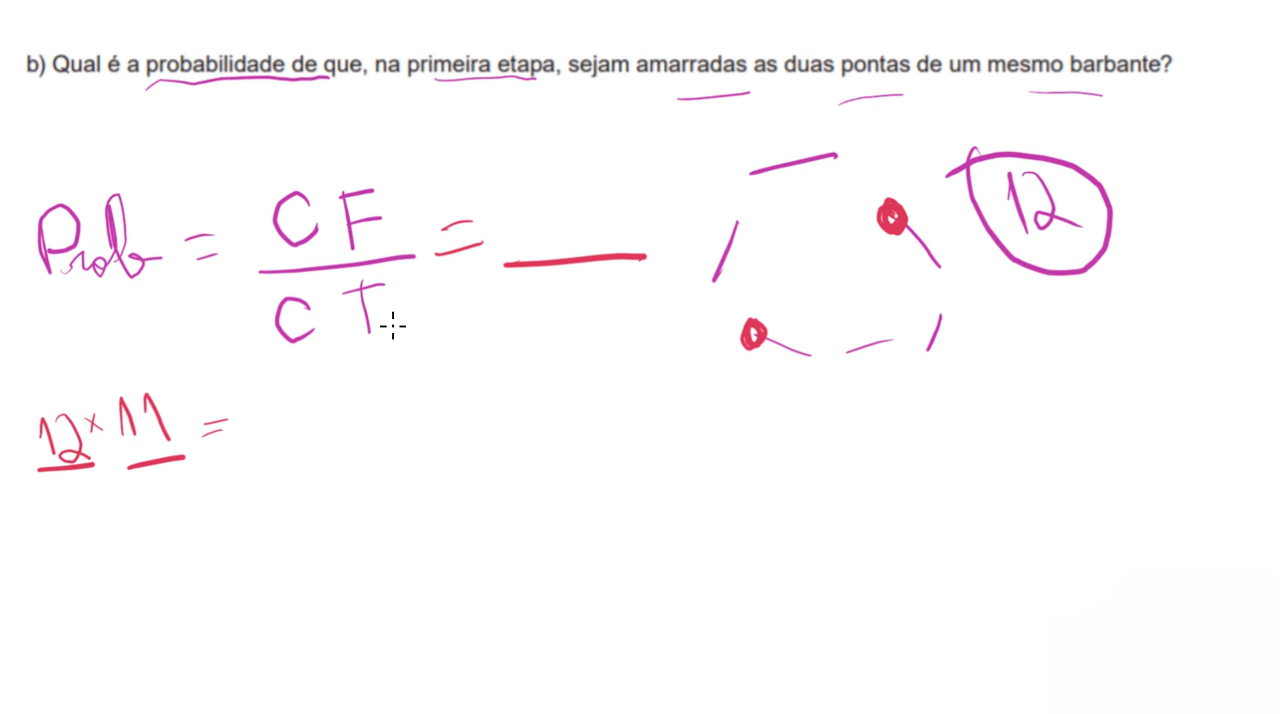 b) Qual é a probabilidade de que, na primeira etapa, sejam amarradas as duas pontas de um mesmo barbante?
12
Prob = CF / CT =
12 × 11 =